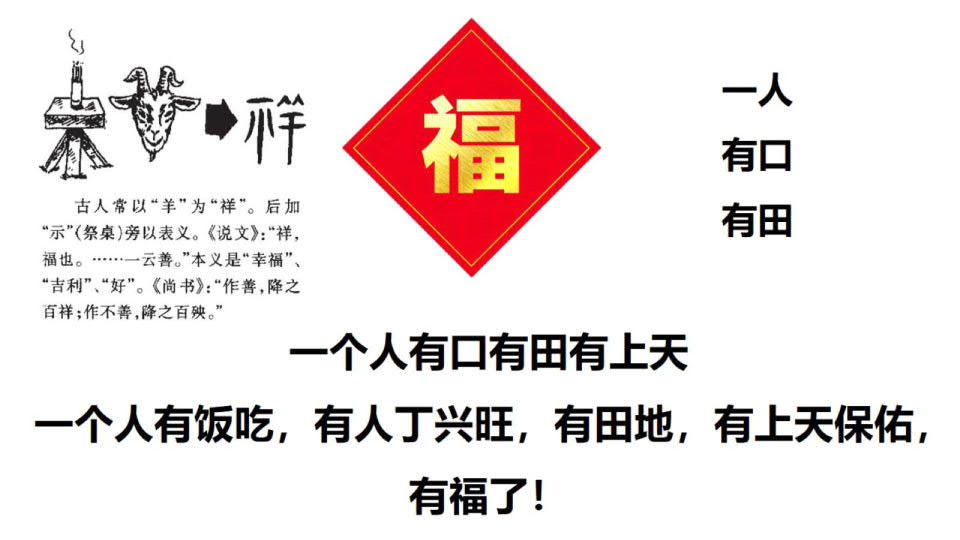 祥
古人常以“羊”为“祥”。后加
“示”(祭桌)旁以表义。《说文》:“祥,
福也。……一云善。”本义是“幸福”、
“吉利”、“好”。《尚书》:“作善,降之
百祥;作不善,降之百殃。”
福
一人
有口
有田
一个人有口有田有上天
一个人有饭吃，有人丁兴旺，有田地，有上天保佑，
有福了！